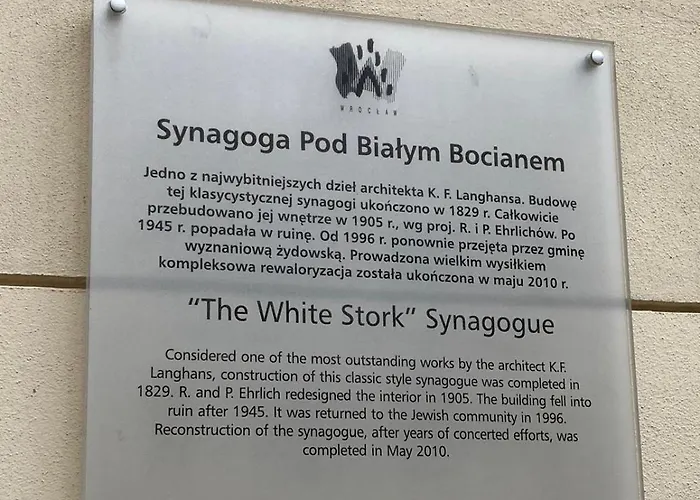 WROCŁAW
Synagoga Pod Białym Bocianem
Jedno z najwybitniejszych dzieł architekta K. F. Langhansa. Budowę
tej klasycystycznej synagogi ukończono w 1829 r. Całkowicie
przebudowano jej wnętrze w 1905 r., wg proj. R. i P. Ehrlichów. Po
1945 r. popadała w ruinę. Od 1996 r. ponownie przejęta przez gminę
wyznaniową żydowską. Prowadzona wielkim wysiłkiem
kompleksowa rewaloryzacja została ukończona w maju 2010 r.
"The White Stork" Synagogue
Considered one of the most outstanding works by the architect K.F.
Langhans, construction of this classic style synagogue was completed in
1829. R. and P. Ehrlich redesigned the interior in 1905. The building fell into
ruin after 1945. It was returned to the Jewish community in 1996.
Reconstruction of the synagogue, after years of concerted efforts, was
completed in May 2010.